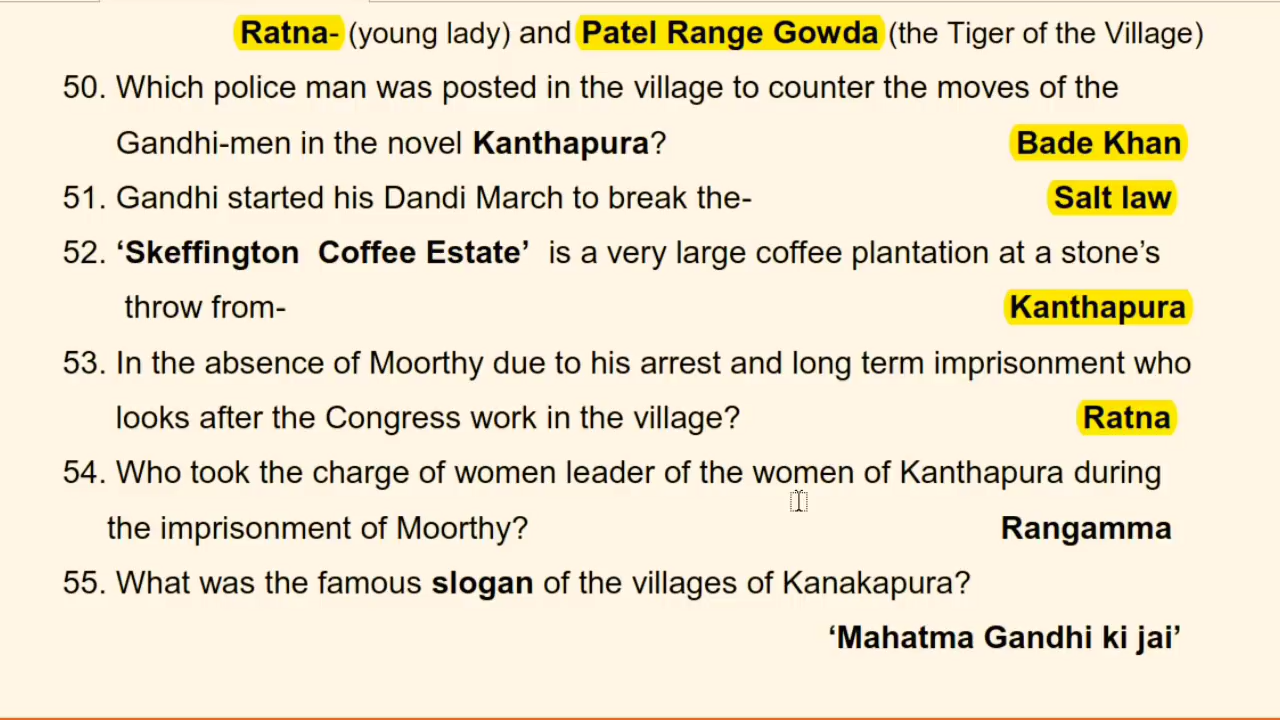 Ratna- (young lady) and Patel Range Gowda (the Tiger of the Village)
50. Which police man was posted in the village to counter the moves of the
Gandhi-men in the novel Kanthapura? Bade Khan
51. Gandhi started his Dandi March to break the- Salt law
52. ‘Skeffington Coffee Estate’ is a very large coffee plantation at a stone’s
throw from- Kanthapura
53. In the absence of Moorthy due to his arrest and long term imprisonment who
looks after the Congress work in the village? Ratna
54. Who took the charge of women leader of the women of Kanthapura during
the imprisonment of Moorthy? Rangamma
55. What was the famous slogan of the villages of Kanakapura?
‘Mahatma Gandhi ki jai’